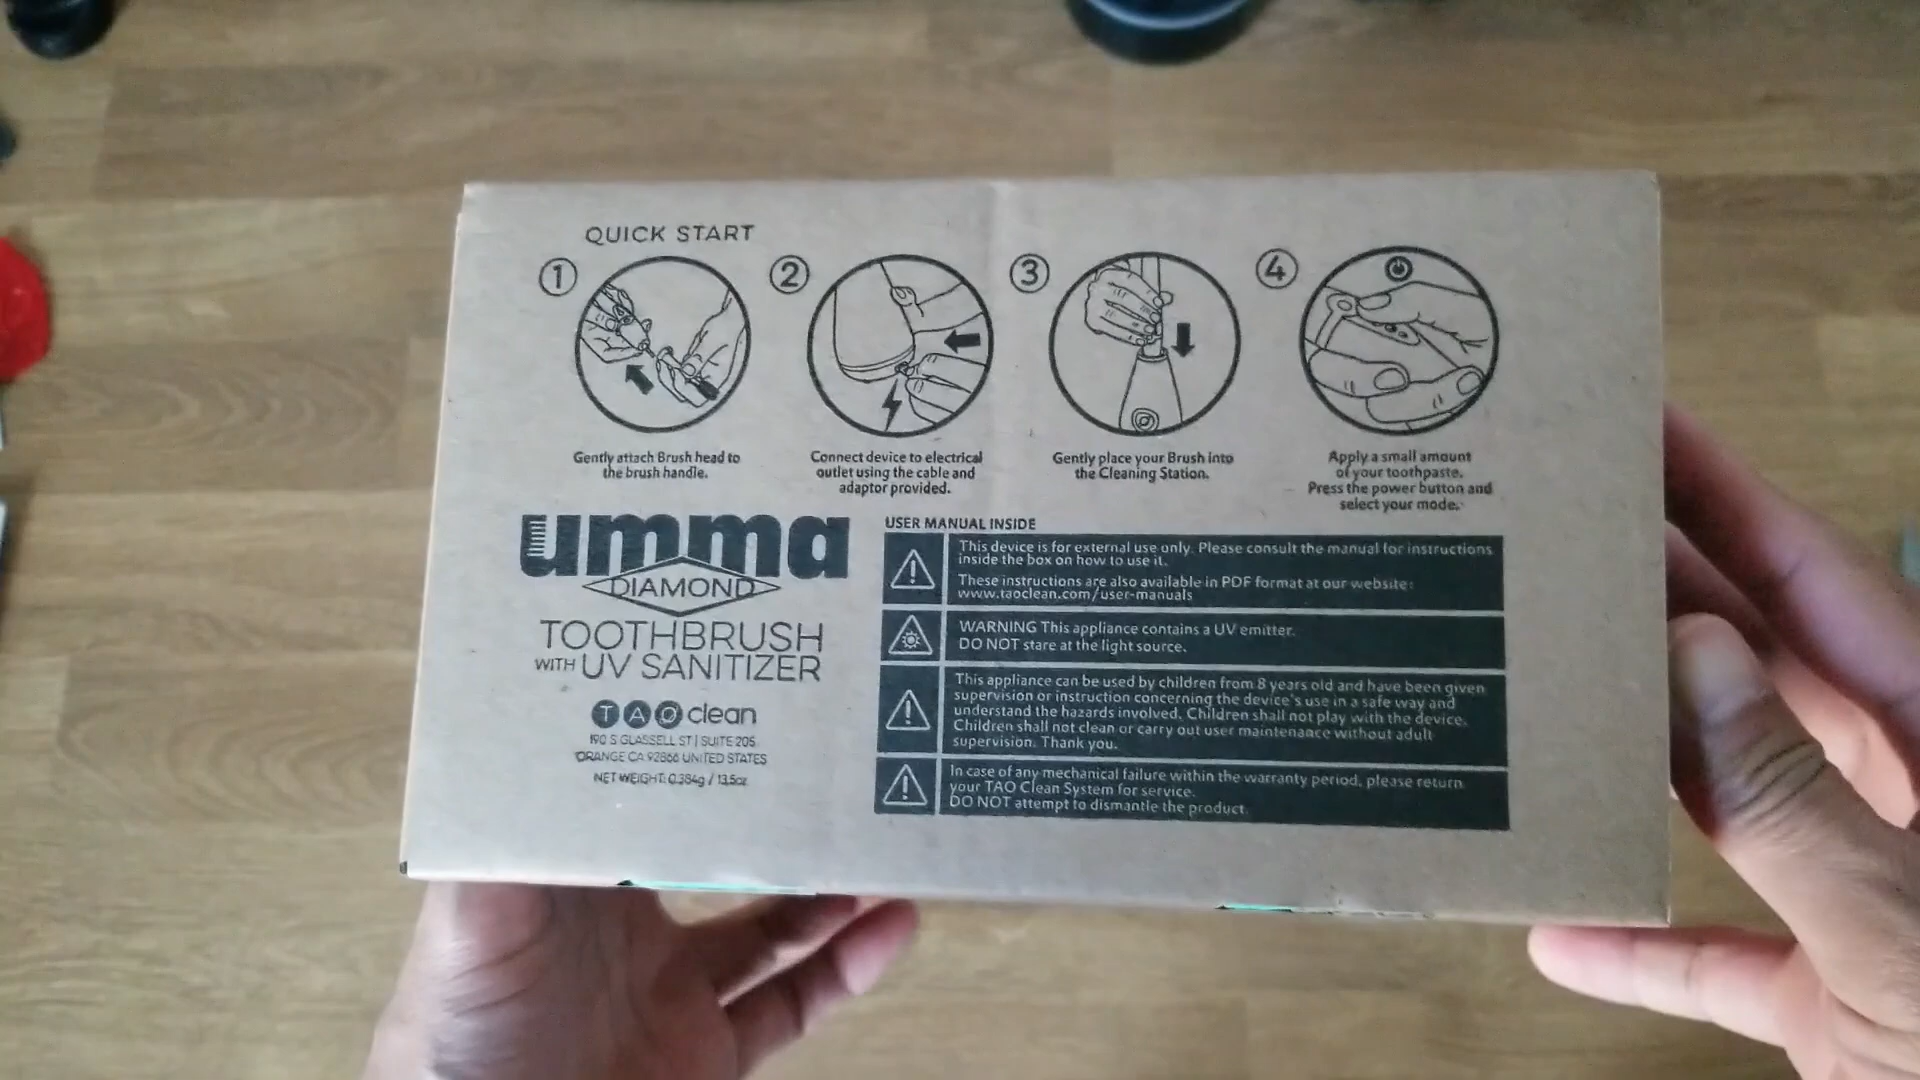 QUICK START
1
Gently attach Brush head to
the brush handle.
2
Connect device to electrical
outlet using the cable and
adaptor provided.
3
Gently place your Brush into
the Cleaning Station.
4
Apply a small amount
of your toothpaste.
Press the power button and
select your mode.
umma
DIAMOND
TOOTHBRUSH
WITH UV SANITIZER
TAO clean
190 S GLASSELL ST | SUITE 205
ORANGE CA 92866 UNITED STATES
NET WEIGHT: 0.384g / 13.5oz
USER MANUAL INSIDE
This device is for external use only. Please consult the manual for instructions
inside the box on how to use it.
These instructions are also available in PDF format at our website:
www.taoclean.com/user-manuals
WARNING This appliance contains a UV emitter.
DO NOT stare at the light source.
This appliance can be used by children from 8 years old and have been given
supervision or instruction concerning the device's use in a safe way and
understand the hazards involved. Children shall not play with the device.
Children shall not clean or carry out user maintenance without adult
supervision. Thank you.
In case of any mechanical failure within the warranty period, please return
your TAO Clean System for service.
DO NOT attempt to dismantle the product.